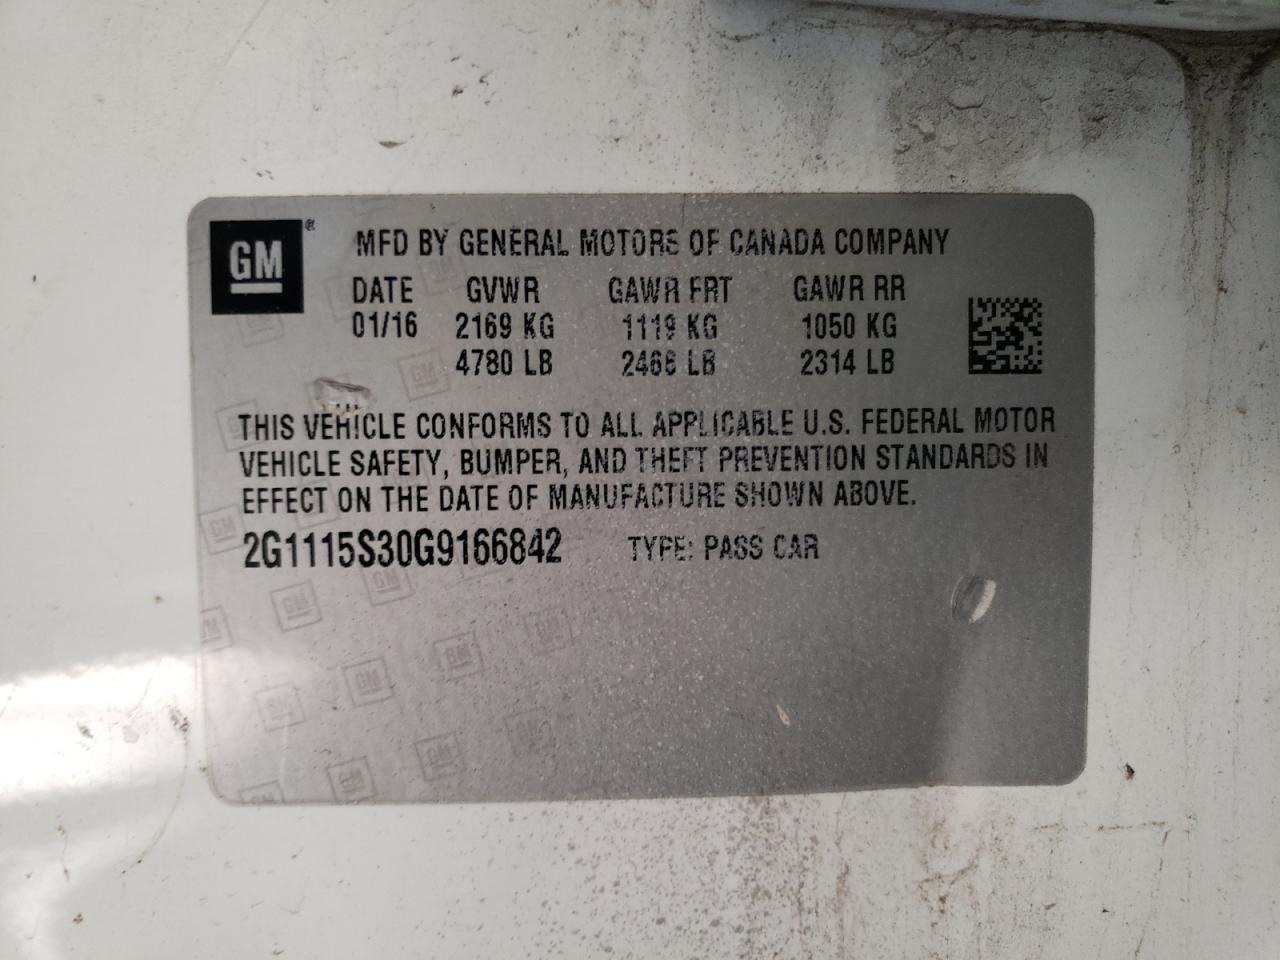 GM ® MFD BY GENERAL MOTORS OF CANADA COMPANY
DATE GVWR GAWR FRT GAWR RR
01/16 2169 KG 1119 KG 1050 KG
4780 LB 2466 LB 2314 LB
THIS VEHICLE CONFORMS TO ALL APPLICABLE U.S. FEDERAL MOTOR
VEHICLE SAFETY, BUMPER, AND THEFT PREVENTION STANDARDS IN
EFFECT ON THE DATE OF MANUFACTURE SHOWN ABOVE.
2G1115S30G9166842 TYPE: PASS CAR